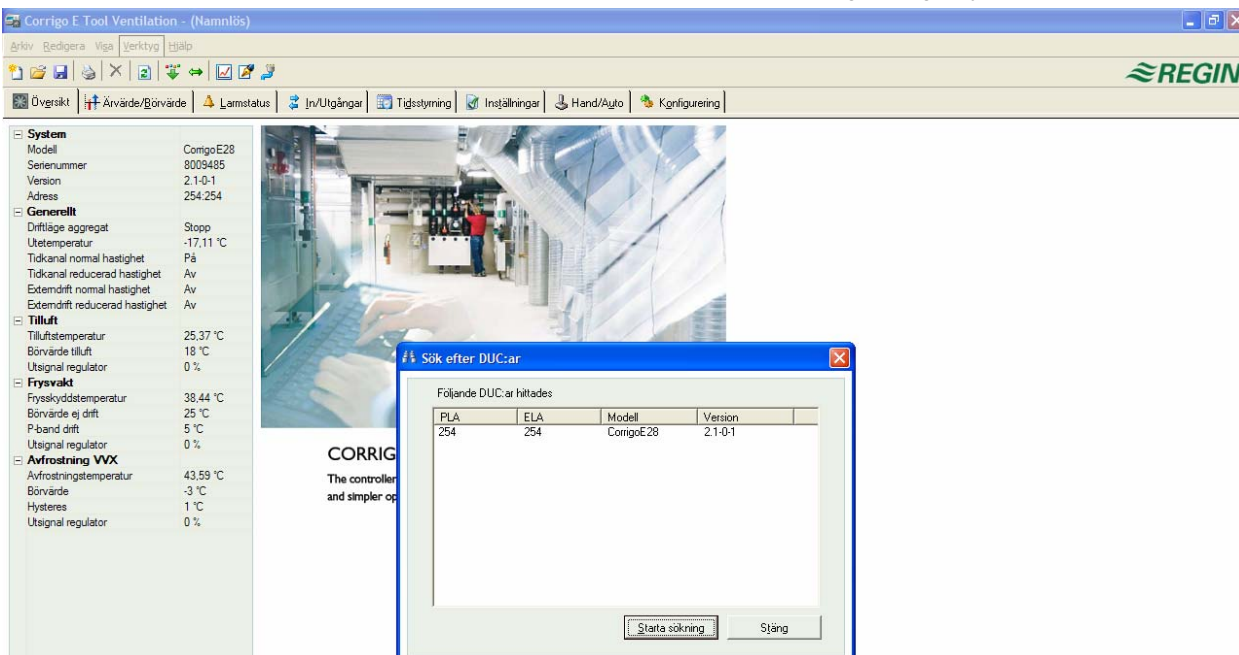 Corrigo E Tool Ventilation - (Namnlös)
Arkiv Redigera Visa Verktyg Hjälp
REGIN
Översikt Ärvärde/Börvärde Larmstatus In/Utgångar Tidsstyrning Inställningar Hand/Auto Konfigurering
System
Modell CorrigoE28
Serienummer 8009485
Version 2.1-0-1
Adress 254:254
Generellt
Driftläge aggregat Stopp
Utetemperatur -17,11 °C
Tidkanal normal hastighet På
Tidkanal reducerad hastighet Av
Externdrift normal hastighet Av
Externdrift reducerad hastighet Av
Tilluft
Tilluftstemperatur 25,37 °C
Börvärde tilluft 18 °C
Utsignal regulator 0 %
Frysvakt
Frysskyddstemperatur 38,44 °C
Börvärde ej drift 25 °C
P-band drift 5 °C
Utsignal regulator 0 %
Avfrostning VVX
Avfrostningstemperatur 43,59 °C
Börvärde -3 °C
Hysteres 1 °C
Utsignal regulator 0 %
CORRIG
The controller
and simpler op
Sök efter DUC:ar
Följande DUC:ar hittades
PLA ELA Modell Version
254 254 CorrigoE28 2.1-0-1
Starta sökning Stäng